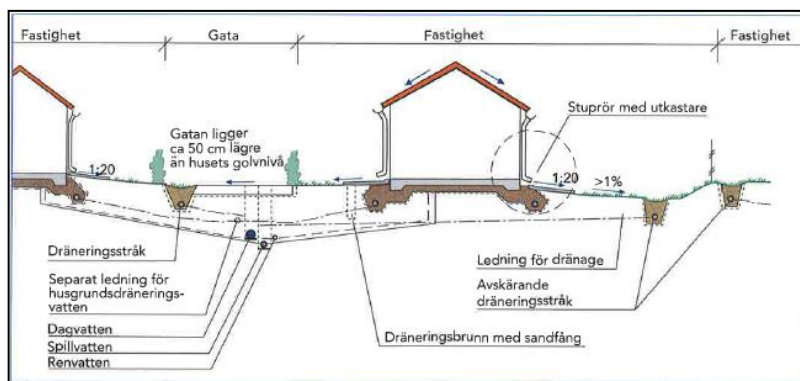 Fastighet
Gata
Fastighet
Fastighet
Gatan ligger
ca 50 cm lägre
än husets golvnivå
Stuprör med utkastare
1:20
1:20
>1%
Dräneringsstråk
Separat ledning för
husgrundsdränerings-
vatten
Dagvatten
Spillvatten
Renvatten
Dräneringsbrunn med sandfång
Ledning för dränage
Avskärande
dräneringsstråk